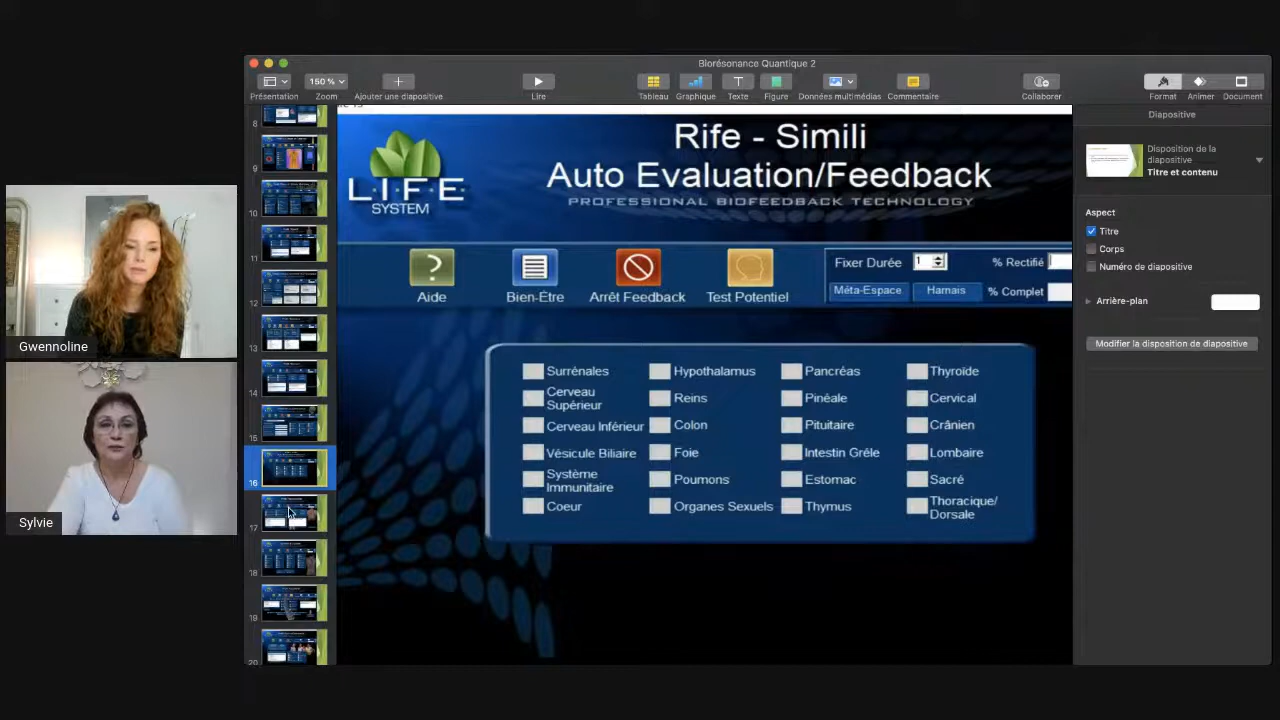 Biorésonance Quantique 2
150 %
Présentation
Zoom
Ajouter une diapositive
Lire
Tableau
Graphique
Texte
Figure
Données multimédias
Commentaire
Collaborer
Format
Animer
Document
8
9
10
11
12
13
14
15
16
17
18
19
20
Gwennoline
Sylvie
L·I·F·E
SYSTEM
Rife - Simili
Auto Evaluation/Feedback
PROFESSIONAL BIOFEEDBACK TECHNOLOGY
?
Aide
Bien-Être
Arrêt Feedback
Test Potentiel
Fixer Durée
1
% Rectifié
Méta-Espace
Harnais
% Complet
Surrénales
Hypothalamus
Pancréas
Thyroïde
Cerveau
Supérieur
Reins
Pinéale
Cervical
Cerveau Inférieur
Colon
Pituitaire
Crânien
Vésicule Biliaire
Foie
Intestin Grêle
Lombaire
Système
Immunitaire
Poumons
Estomac
Sacré
Coeur
Organes Sexuels
Thymus
Thoracique/
Dorsale
Diapositive
Disposition de la
diapositive
Titre et contenu
Aspect
Titre
Corps
Numéro de diapositive
Arrière-plan
Modifier la disposition de diapositive